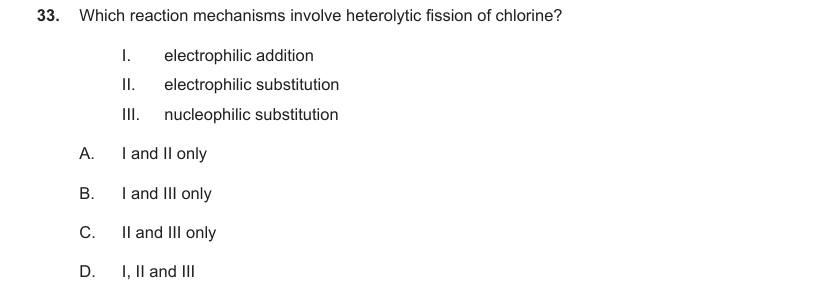 33. Which reaction mechanisms involve heterolytic fission of chlorine?
I. electrophilic addition
II. electrophilic substitution
III. nucleophilic substitution
A. I and II only
B. I and III only
C. II and III only
D. I, II and III